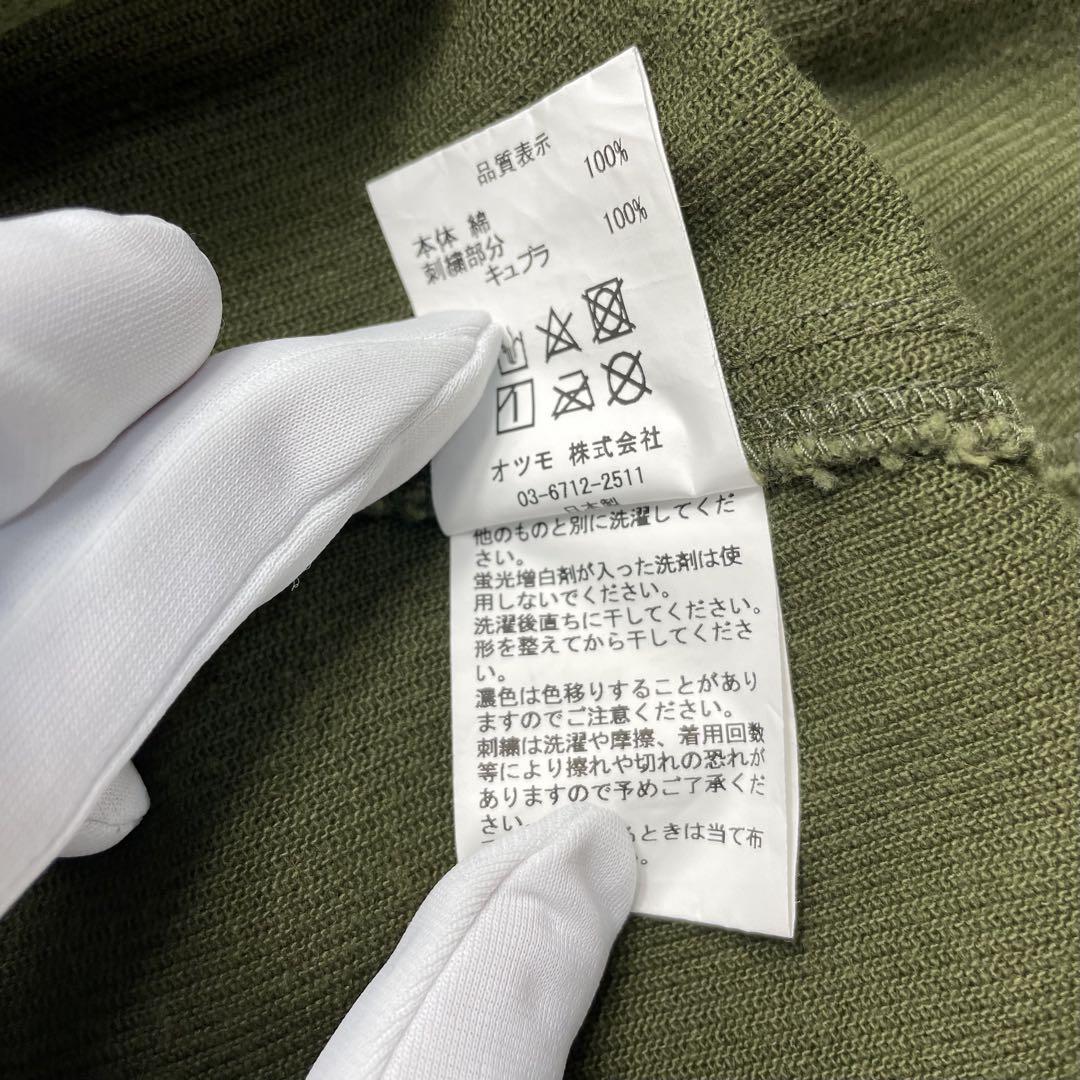 品質表示
本体 綿 100%
刺繍部分
キュプラ 100%
オツモ 株式会社
03-6712-2511
日本製
他のものと別に洗濯してくだ
さい。
蛍光増白剤が入った洗剤は使
用しないでください。
洗濯後直ちに干してください。
形を整えてから干してくださ
い。
濃色は色移りすることがあり
ますのでご注意ください。
刺繍は洗濯や摩擦、着用回数
等により擦れや切れの恐れが
ありますので予めご了承くだ
さい。
るときは当て布
。